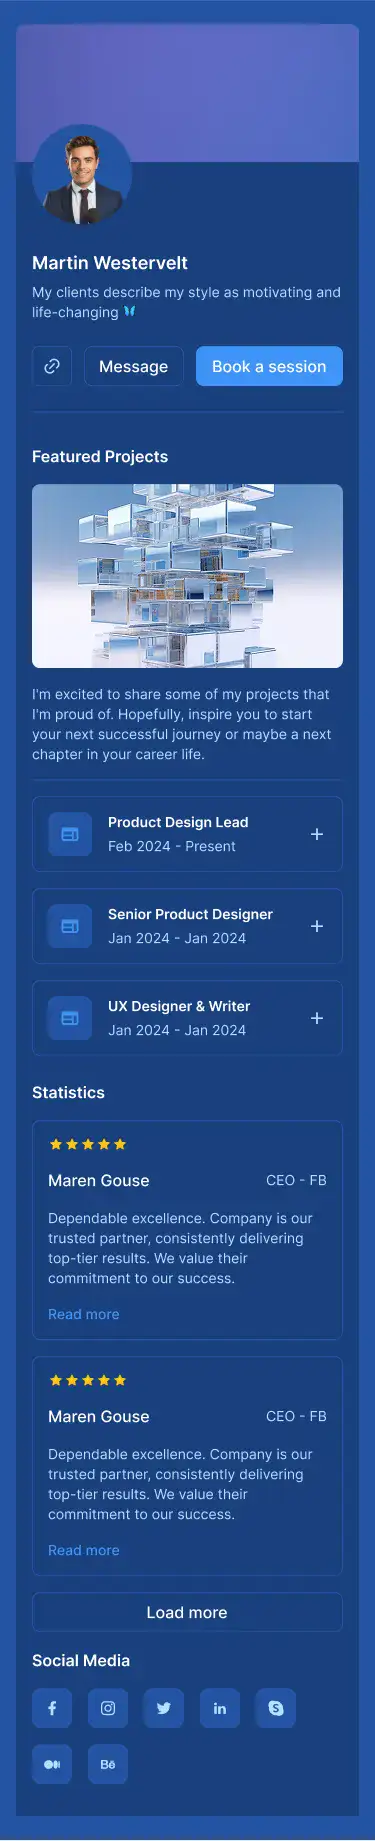 Martin Westervelt
My clients describe my style as motivating and
life-changing
Message
Book a session
Featured Projects
I'm excited to share some of my projects that
I'm proud of. Hopefully, inspire you to start
your next successful journey or maybe a next
chapter in your career life.
Product Design Lead
Feb 2024 - Present
Senior Product Designer
Jan 2024 - Jan 2024
UX Designer & Writer
Jan 2024 - Jan 2024
Statistics
Maren Gouse
CEO - FB
Dependable excellence. Company is our
trusted partner, consistently delivering
top-tier results. We value their
commitment to our success.
Read more
Maren Gouse
CEO - FB
Dependable excellence. Company is our
trusted partner, consistently delivering
top-tier results. We value their
commitment to our success.
Read more
Load more
Social Media